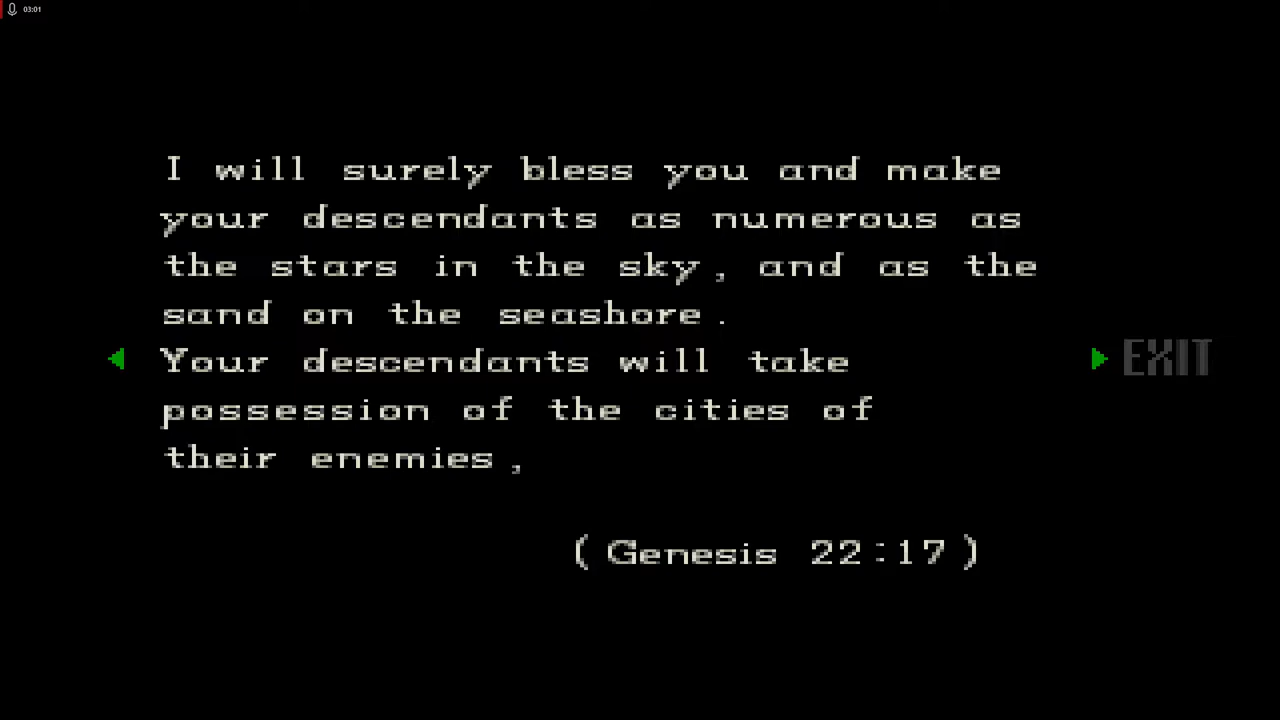 03:01
I will surely bless you and make
your descendants as numerous as
the stars in the sky, and as the
sand on the seashore.
Your descendants will take
possession of the cities of
their enemies,
(Genesis 22:17)
EXIT